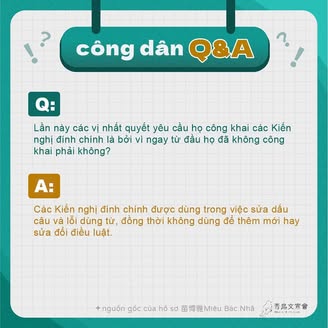 công dân Q&A
Q:
Lần này các vị nhất quyết yêu cầu họ công khai các Kiến
nghị đính chính là bởi vì ngay từ đầu họ đã không công
khai phải không?
A:
Các Kiến nghị đính chính được dùng trong việc sửa dấu
câu và lỗi dùng từ, đồng thời không dùng để thêm mới hay
sửa đổi điều luật.
nguồn gốc của hồ sơ 苗博雅Miêu Bác Nhã